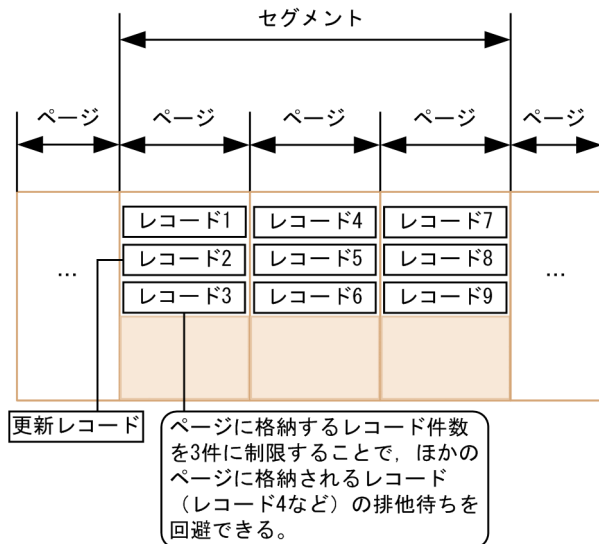 セグメント
ページ ページ ページ ページ ページ
レコード1 レコード4 レコード7
… レコード2 レコード5 レコード8 …
レコード3 レコード6 レコード9
更新レコード
ページに格納するレコード件数
を3件に制限することで，ほかの
ページに格納されるレコード
（レコード4など）の排他待ちを
回避できる。